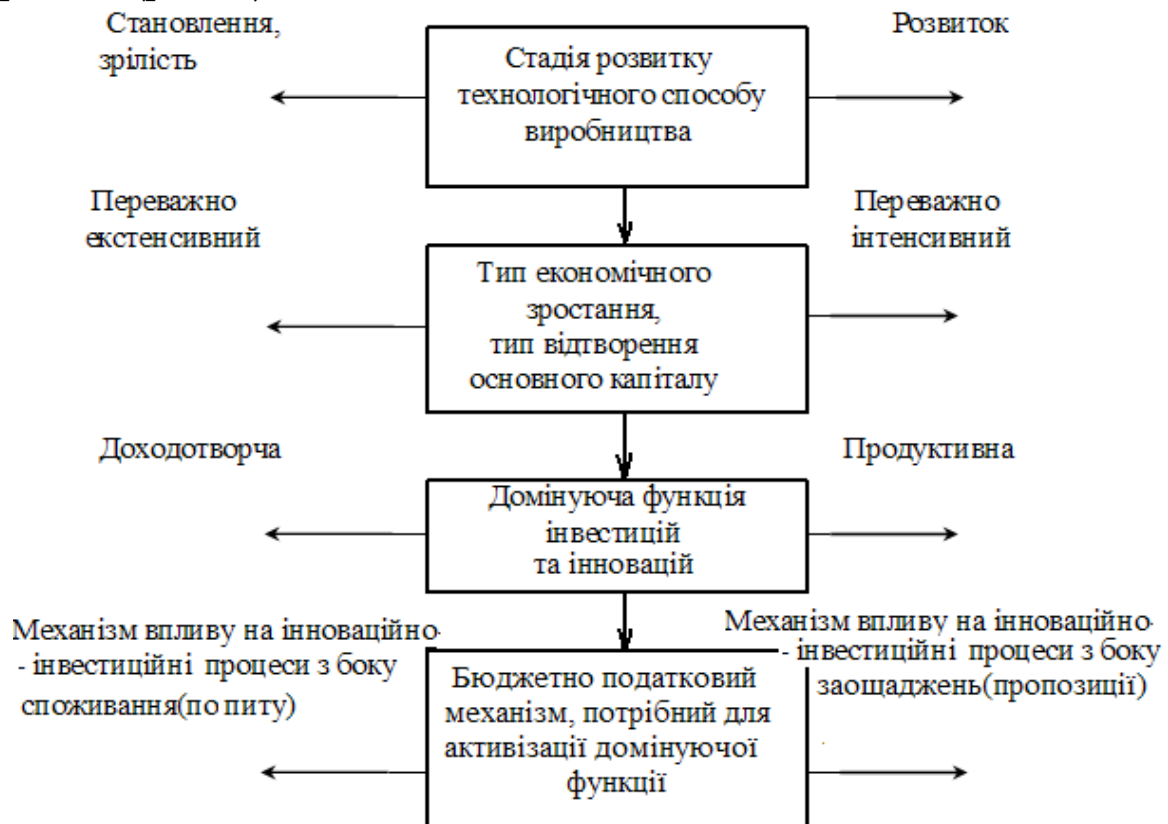 Становлення,
зрілість
Розвиток
Стадія розвитку
технологічного способу
виробництва
Переважно
екстенсивний
Переважно
інтенсивний
Тип економічного
зростання,
тип відтворення
основного капіталу
Доходотворча
Продуктивна
Домінуюча функція
інвестицій
та інновацій
Механізм впливу на інноваційно-
- інвестиційні процеси з боку
споживання(по питу)
Механізм впливу на інноваційно-
- інвестиційні процеси з боку
заощаджень(пропозиції)
Бюджетно податковий
механізм, потрібний для
активізації домінуючої
функції